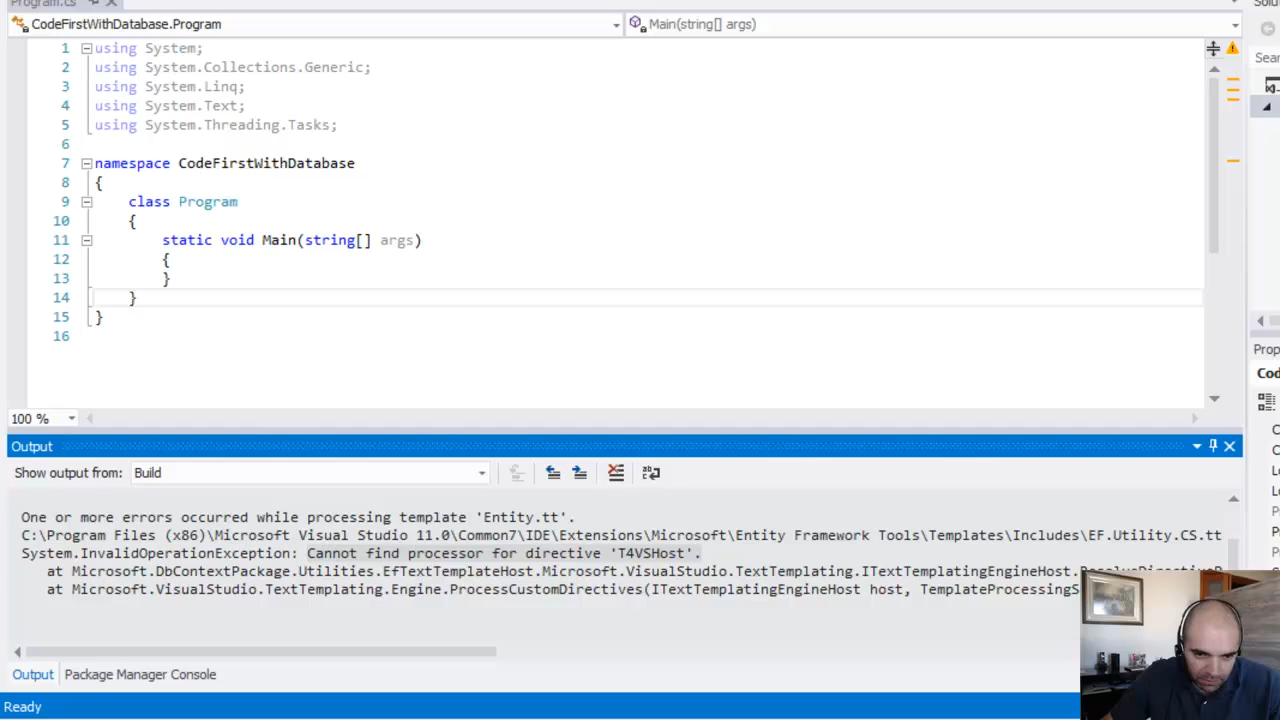 Program.cs
CodeFirstWithDatabase.Program
Main(string[] args)
1 using System;
2 using System.Collections.Generic;
3 using System.Linq;
4 using System.Text;
5 using System.Threading.Tasks;
6
7 namespace CodeFirstWithDatabase
8 {
9 class Program
10 {
11 static void Main(string[] args)
12 {
13 }
14 }
15 }
16
100 %
Output
Show output from: Build
One or more errors occurred while processing template 'Entity.tt'.
C:\Program Files (x86)\Microsoft Visual Studio 11.0\Common7\IDE\Extensions\Microsoft\Entity Framework Tools\Templates\Includes\EF.Utility.CS.tt
System.InvalidOperationException: Cannot find processor for directive 'T4VSHost'.
at Microsoft.DbContextPackage.Utilities.EfTextTemplateHost.Microsoft.VisualStudio.TextTemplating.ITextTemplatingEngineHost.
at Microsoft.VisualStudio.TextTemplating.Engine.ProcessCustomDirectives(ITextTemplatingEngineHost host, TemplateProcessingS
Output Package Manager Console
Ready
Solu
Sear
Prop
Cod